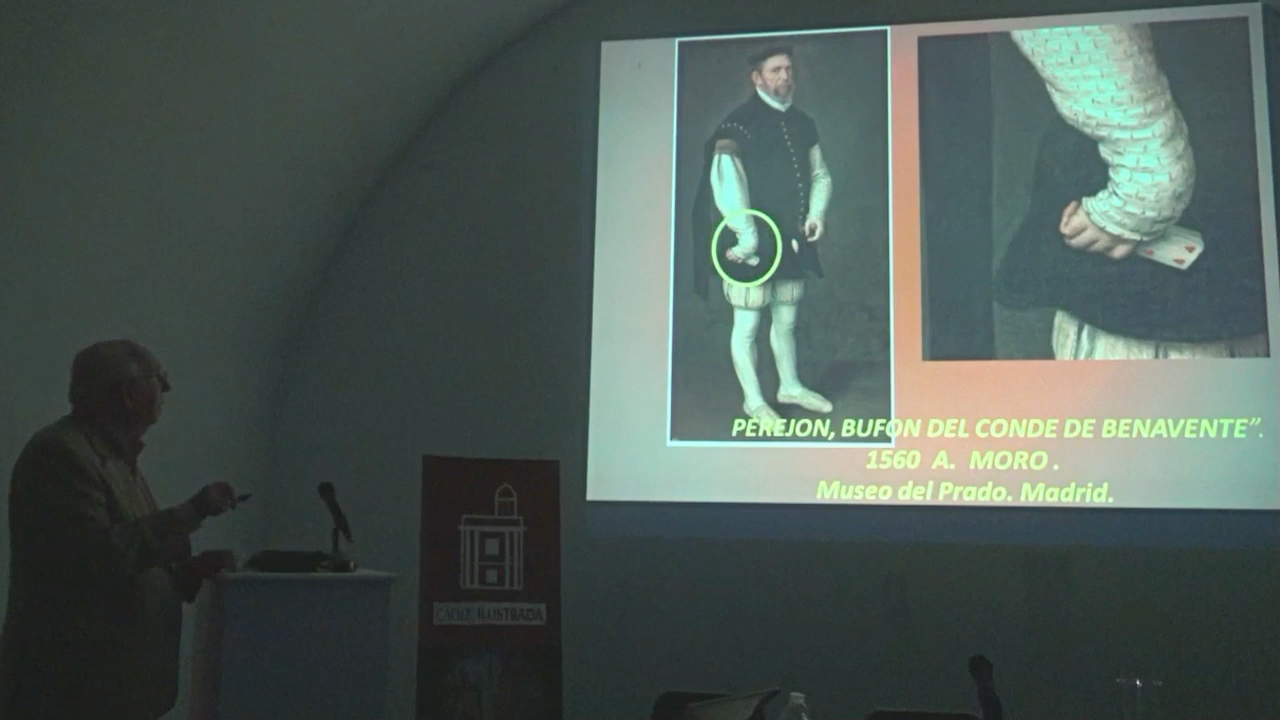 PEREJON, BUFON DEL CONDE DE BENAVENTE”.
1560 A. MORO .
Museo del Prado. Madrid.
CADIZ ILUSTRADA